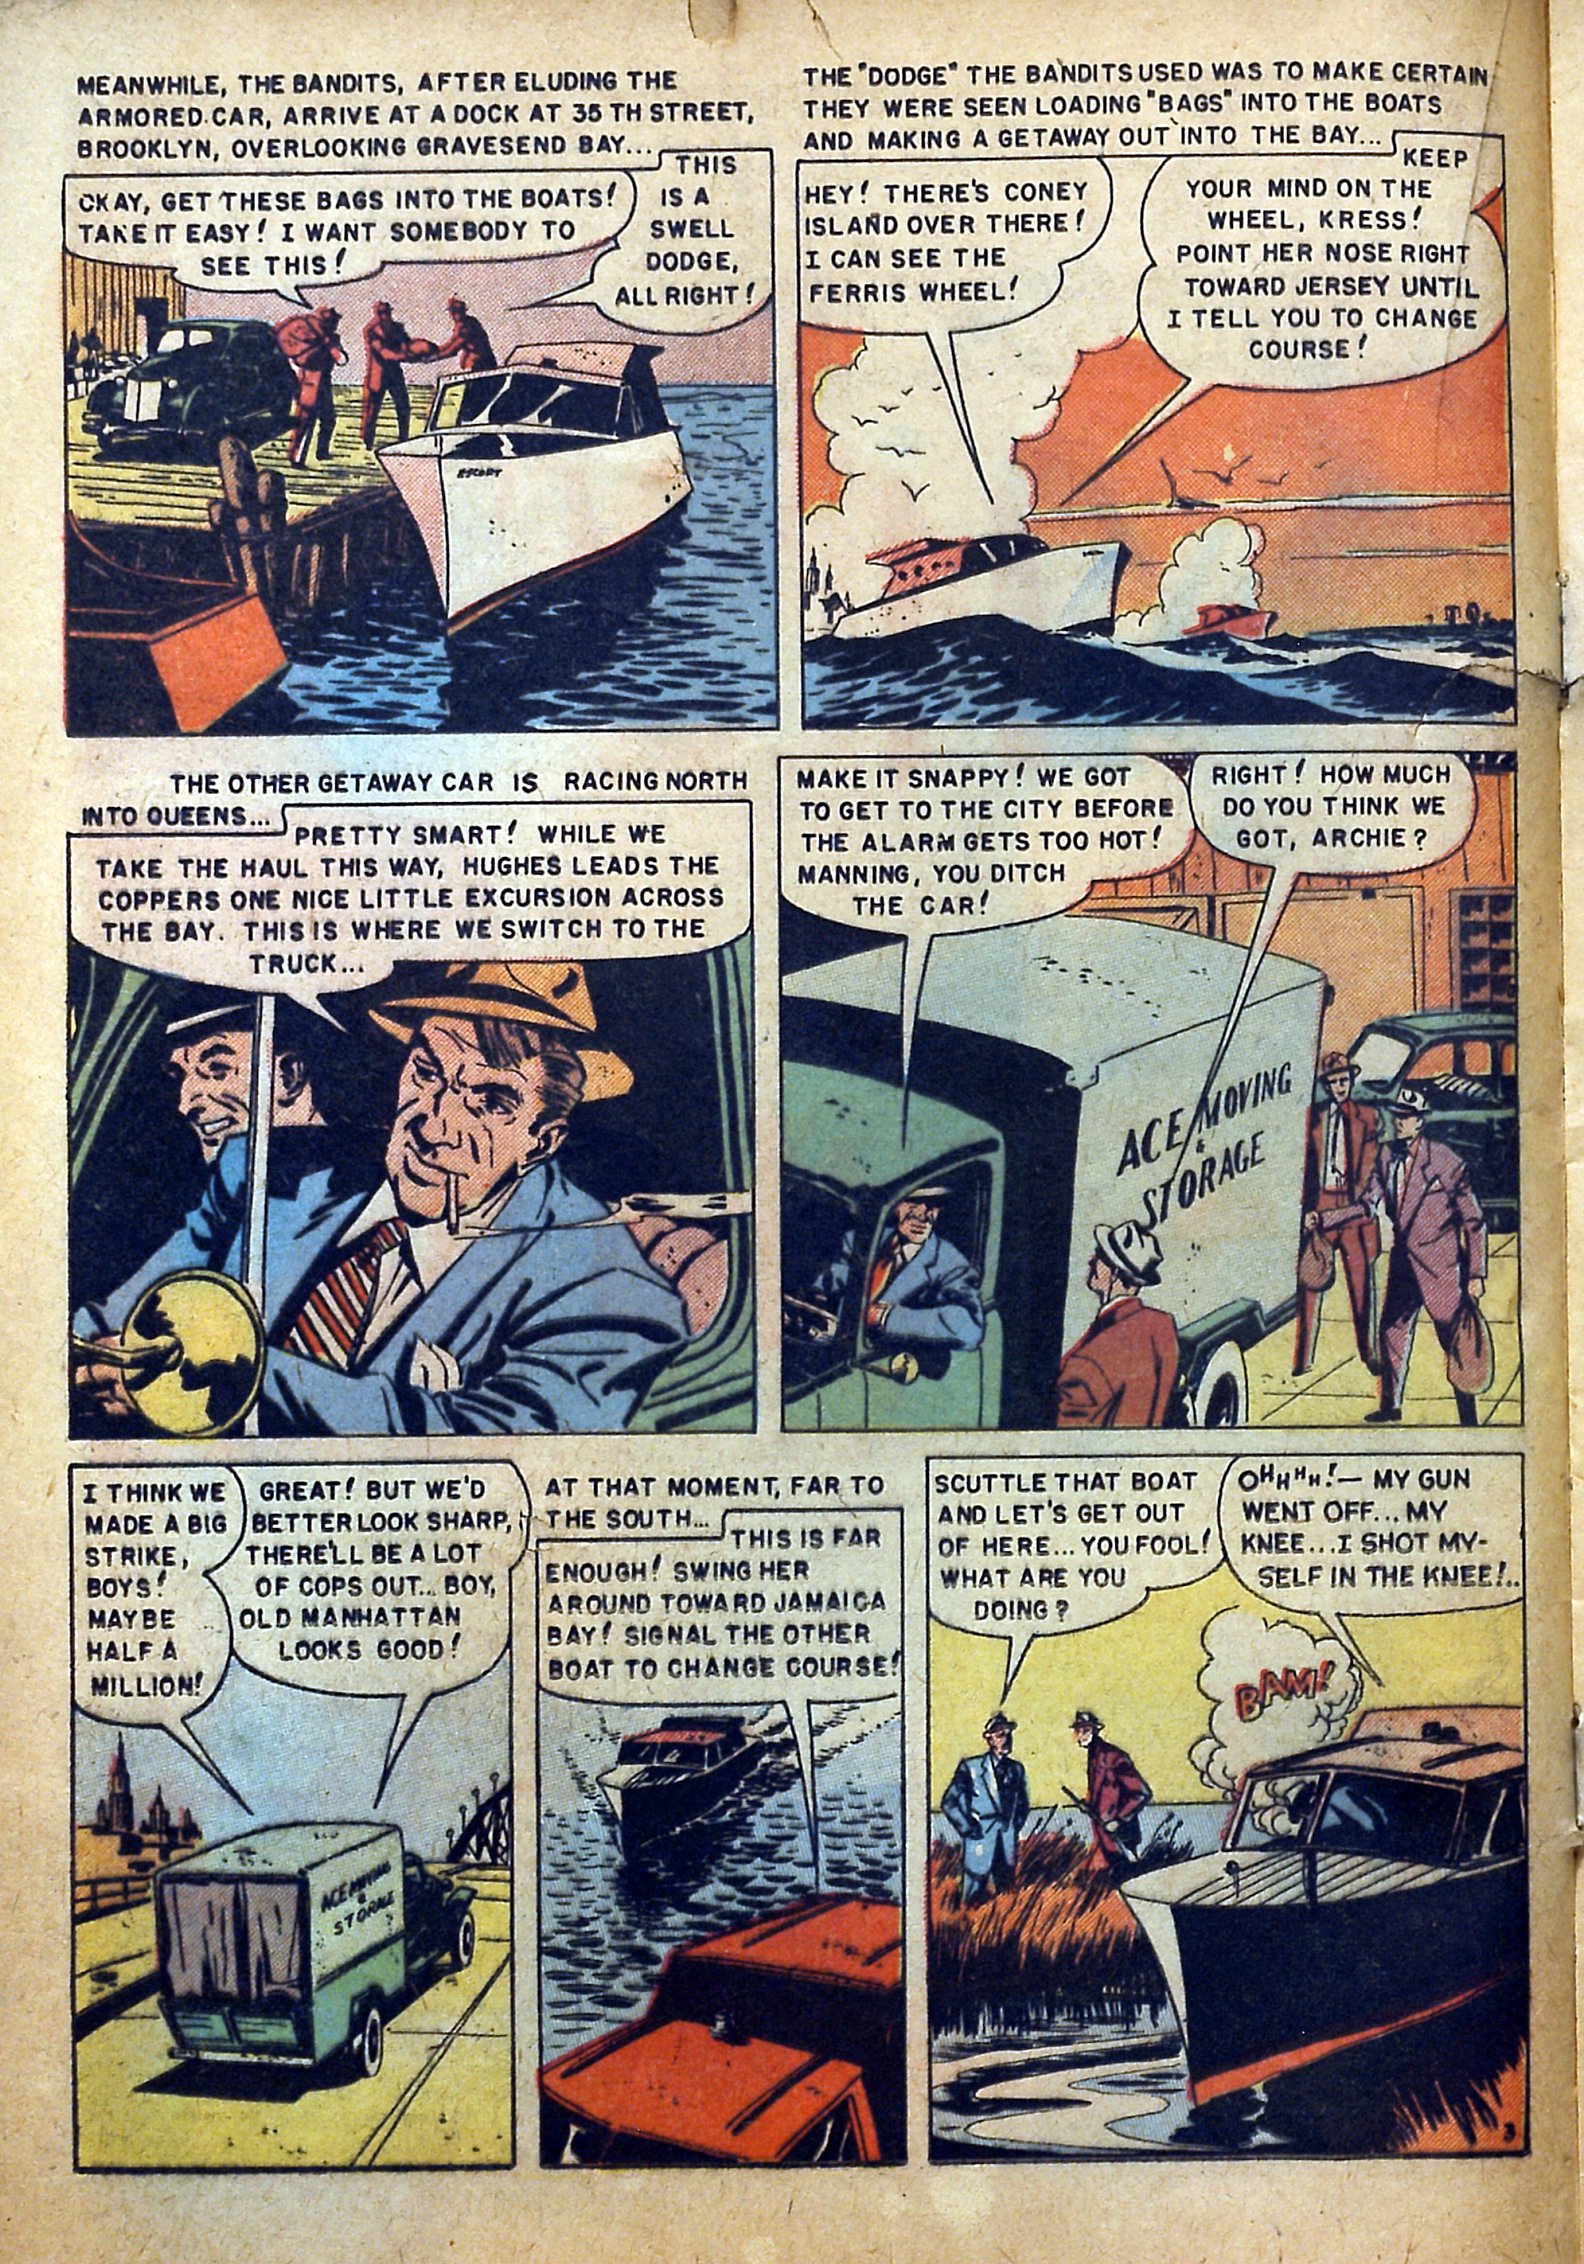 MEANWHILE, THE BANDITS, AFTER ELUDING THE
ARMORED CAR, ARRIVE AT A DOCK AT 35 TH STREET,
BROOKLYN, OVERLOOKING GRAVESEND BAY...
OKAY, GET THESE BAGS INTO THE BOATS!
TAKE IT EASY! I WANT SOMEBODY TO
SEE THIS!
THIS
IS A
SWELL
DODGE,
ALL RIGHT!
ESCORT
THE "DODGE" THE BANDITS USED WAS TO MAKE CERTAIN
THEY WERE SEEN LOADING "BAGS" INTO THE BOATS
AND MAKING A GETAWAY OUT INTO THE BAY...
HEY! THERE'S CONEY
ISLAND OVER THERE!
I CAN SEE THE
FERRIS WHEEL!
KEEP
YOUR MIND ON THE
WHEEL, KRESS!
POINT HER NOSE RIGHT
TOWARD JERSEY UNTIL
I TELL YOU TO CHANGE
COURSE!
THE OTHER GETAWAY CAR IS RACING NORTH
INTO QUEENS...
PRETTY SMART! WHILE WE
TAKE THE HAUL THIS WAY, HUGHES LEADS THE
COPPERS ONE NICE LITTLE EXCURSION ACROSS
THE BAY. THIS IS WHERE WE SWITCH TO THE
TRUCK...
MAKE IT SNAPPY! WE GOT
TO GET TO THE CITY BEFORE
THE ALARM GETS TOO HOT!
MANNING, YOU DITCH
THE CAR!
RIGHT! HOW MUCH
DO YOU THINK WE
GOT, ARCHIE?
ACE MOVING
&
STORAGE
I THINK WE
MADE A BIG
STRIKE,
BOYS!
MAYBE
HALF A
MILLION!
GREAT! BUT WE'D
BETTER LOOK SHARP,
THERE'LL BE A LOT
OF COPS OUT... BOY,
OLD MANHATTAN
LOOKS GOOD!
ACE MOVING
&
STORAGE
AT THAT MOMENT, FAR TO
THE SOUTH...
THIS IS FAR
ENOUGH! SWING HER
AROUND TOWARD JAMAICA
BAY! SIGNAL THE OTHER
BOAT TO CHANGE COURSE!
SCUTTLE THAT BOAT
AND LET'S GET OUT
OF HERE... YOU FOOL!
WHAT ARE YOU
DOING?
OHHHH!— MY GUN
WENT OFF... MY
KNEE... I SHOT MY-
SELF IN THE KNEE!..
BAM!
3